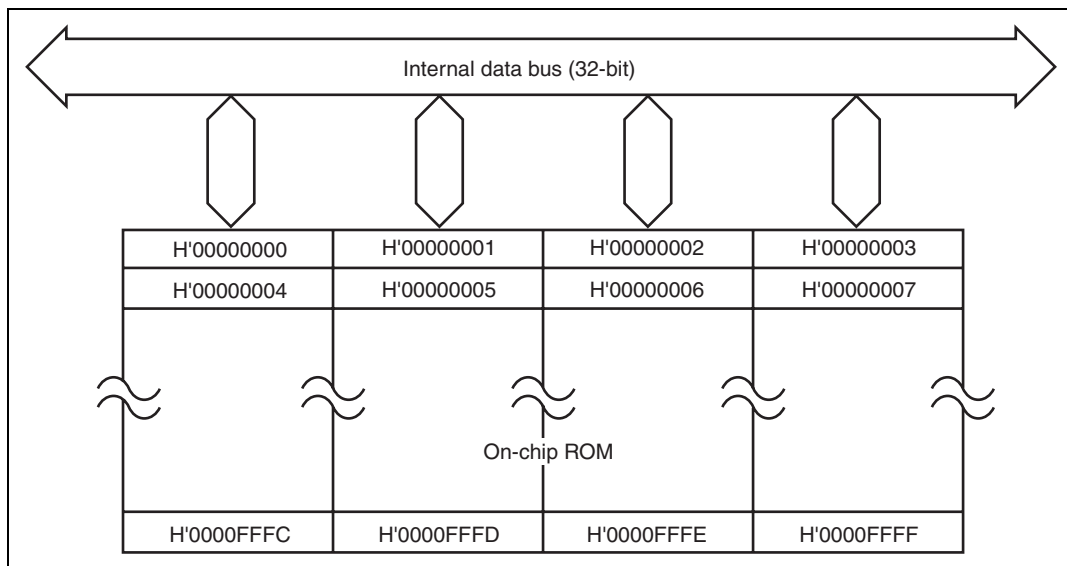 Internal data bus (32-bit)
H'00000000 H'00000001 H'00000002 H'00000003
H'00000004 H'00000005 H'00000006 H'00000007
On-chip ROM
H'0000FFFC H'0000FFFD H'0000FFFE H'0000FFFF